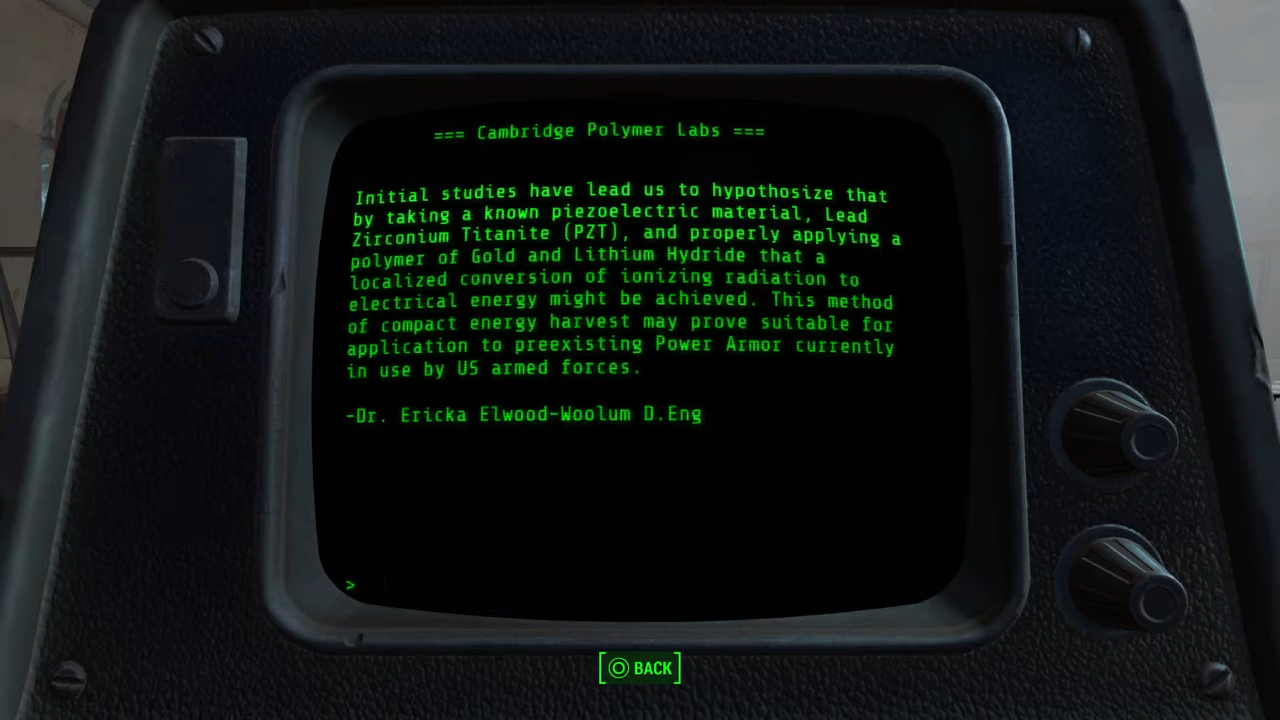 === Cambridge Polymer Labs ===
Initial studies have lead us to hypothosize that
by taking a known piezoelectric material, Lead
Zirconium Titanite (PZT), and properly applying a
polymer of Gold and Lithium Hydride that a
localized conversion of ionizing radiation to
electrical energy might be achieved. This method
of compact energy harvest may prove suitable for
application to preexisting Power Armor currently
in use by US armed forces.
-Dr. Ericka Elwood-Woolum D.Eng
>
BACK